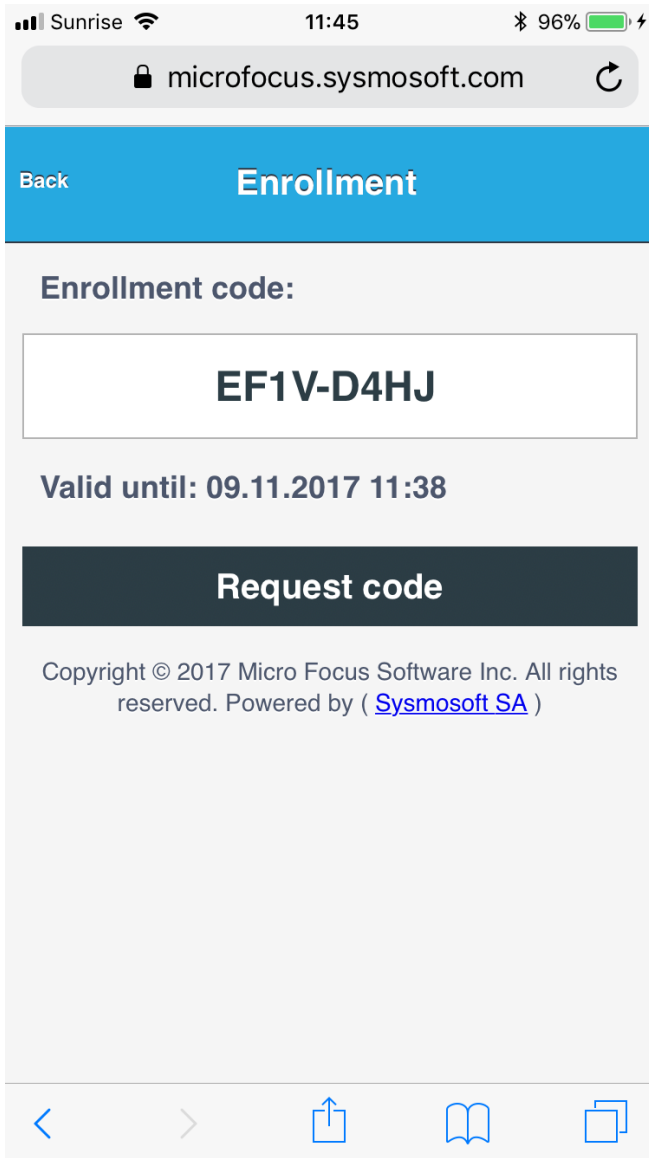 Sunrise 11:45 96%
microfocus.sysmosoft.com
Back Enrollment
Enrollment code:
EF1V-D4HJ
Valid until: 09.11.2017 11:38
Request code
Copyright © 2017 Micro Focus Software Inc. All rights
reserved. Powered by ( Sysmosoft SA )